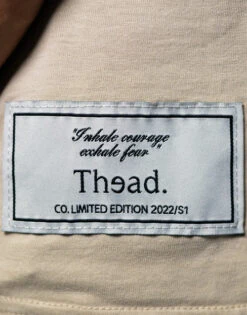 "Inhale courage
exhale fear"
Thead.
CO. LIMITED EDITION 2022/S1